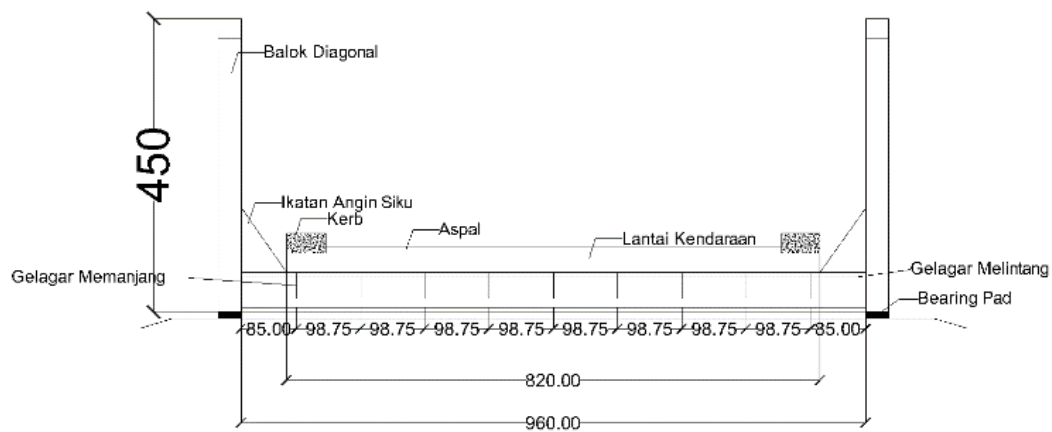 Balok Diagonal
450
Ikatan Angin Siku
Kerb
Aspal
Lantai Kendaraan
Gelagar Memanjang
Gelagar Melintang
Bearing Pad
85.00 98.75 98.75 98.75 98.75 98.75 98.75 98.75 98.75 85.00
820.00
960.00